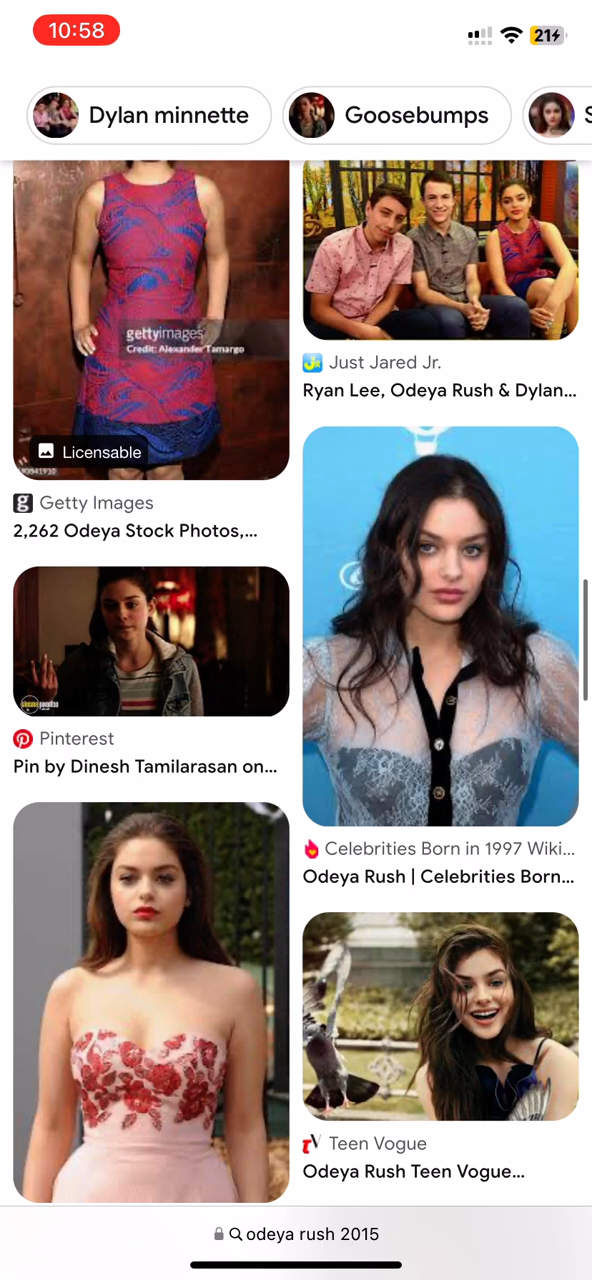 10:58
21
Dylan minnette
Goosebumps
S
gettyimages
Credit: Alexander Tamargo
Licensable
Getty Images
2,262 Odeya Stock Photos,...
Just Jared Jr.
Ryan Lee, Odeya Rush & Dylan...
Pinterest
Pin by Dinesh Tamilarasan on...
Celebrities Born in 1997 Wiki...
Odeya Rush | Celebrities Born...
Teen Vogue
Odeya Rush Teen Vogue...
odeya rush 2015